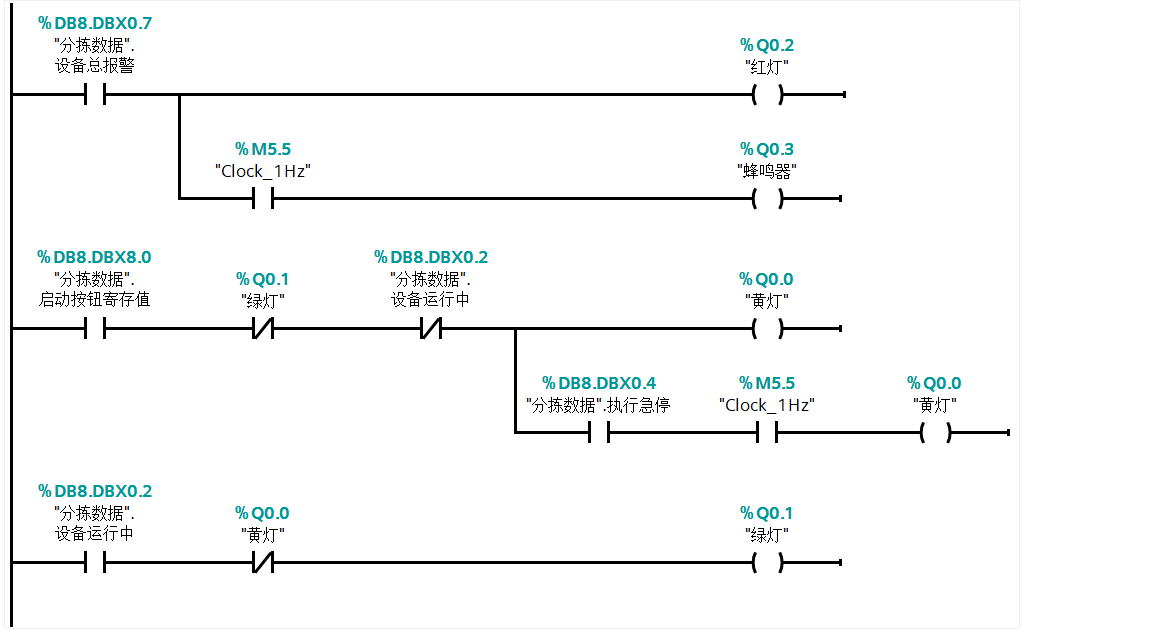 %DB8.DBX0.7
"分拣数据".
设备总报警
%Q0.2
"红灯"
%M5.5
"Clock_1Hz"
%Q0.3
"蜂鸣器"
%DB8.DBX8.0
"分拣数据".
启动按钮寄存值
%Q0.1
"绿灯"
%DB8.DBX0.2
"分拣数据".
设备运行中
%Q0.0
"黄灯"
%DB8.DBX0.4
"分拣数据".执行急停
%M5.5
"Clock_1Hz"
%Q0.0
"黄灯"
%DB8.DBX0.2
"分拣数据".
设备运行中
%Q0.0
"黄灯"
%Q0.1
"绿灯"